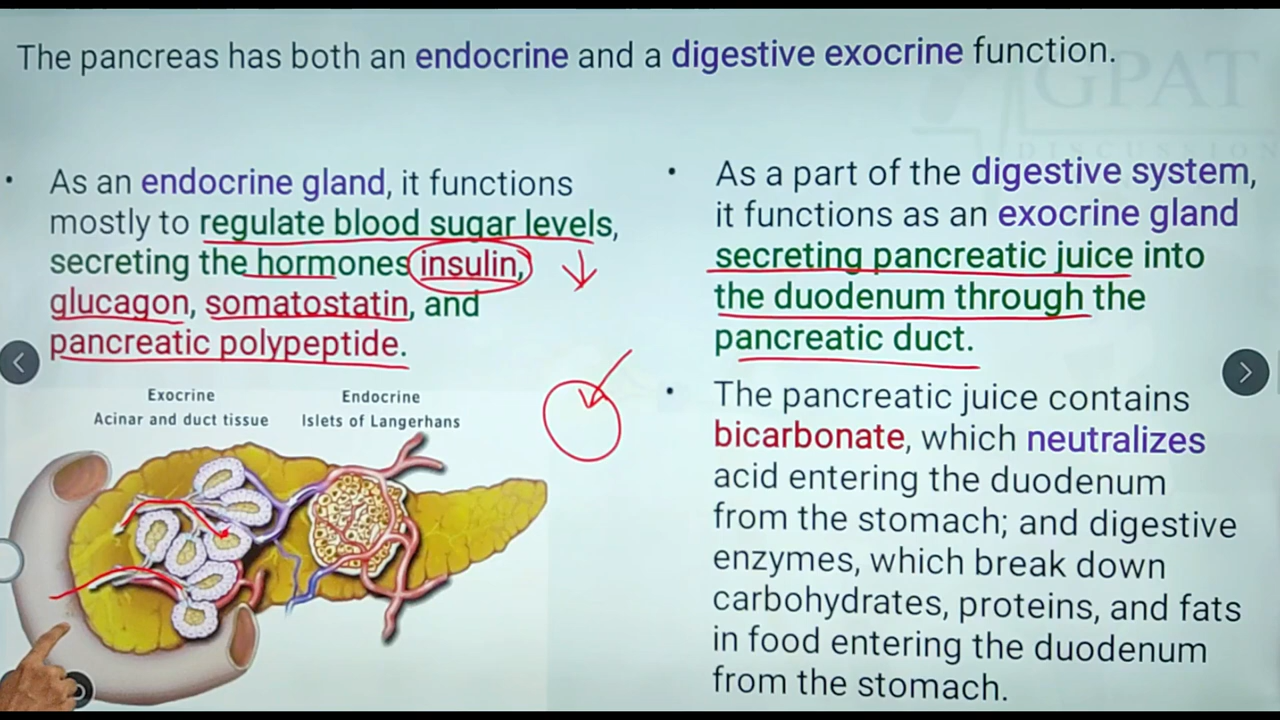 The pancreas has both an endocrine and a digestive exocrine function.
GPAT
DISCUSSION
• As an endocrine gland, it functions
mostly to regulate blood sugar levels,
secreting the hormones insulin,
glucagon, somatostatin, and
pancreatic polypeptide.
Exocrine
Acinar and duct tissue
Endocrine
Islets of Langerhans
• As a part of the digestive system,
it functions as an exocrine gland
secreting pancreatic juice into
the duodenum through the
pancreatic duct.
• The pancreatic juice contains
bicarbonate, which neutralizes
acid entering the duodenum
from the stomach; and digestive
enzymes, which break down
carbohydrates, proteins, and fats
in food entering the duodenum
from the stomach.